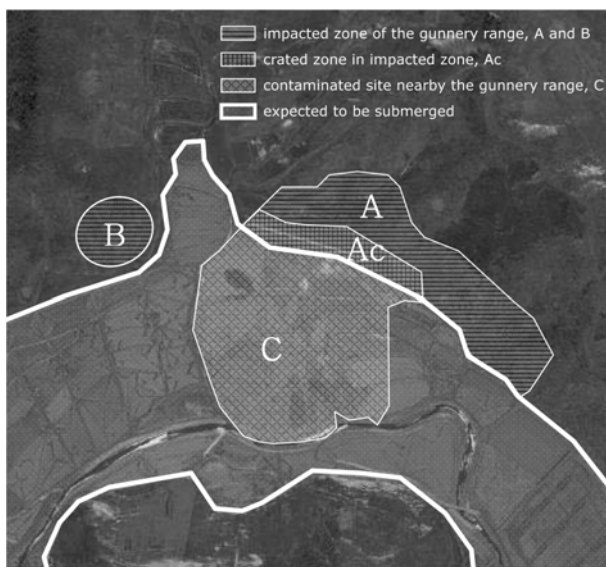 impacted zone of the gunnery range, A and B
crated zone in impacted zone, Ac
contaminated site nearby the gunnery range, C
expected to be submerged
A
B
Ac
C